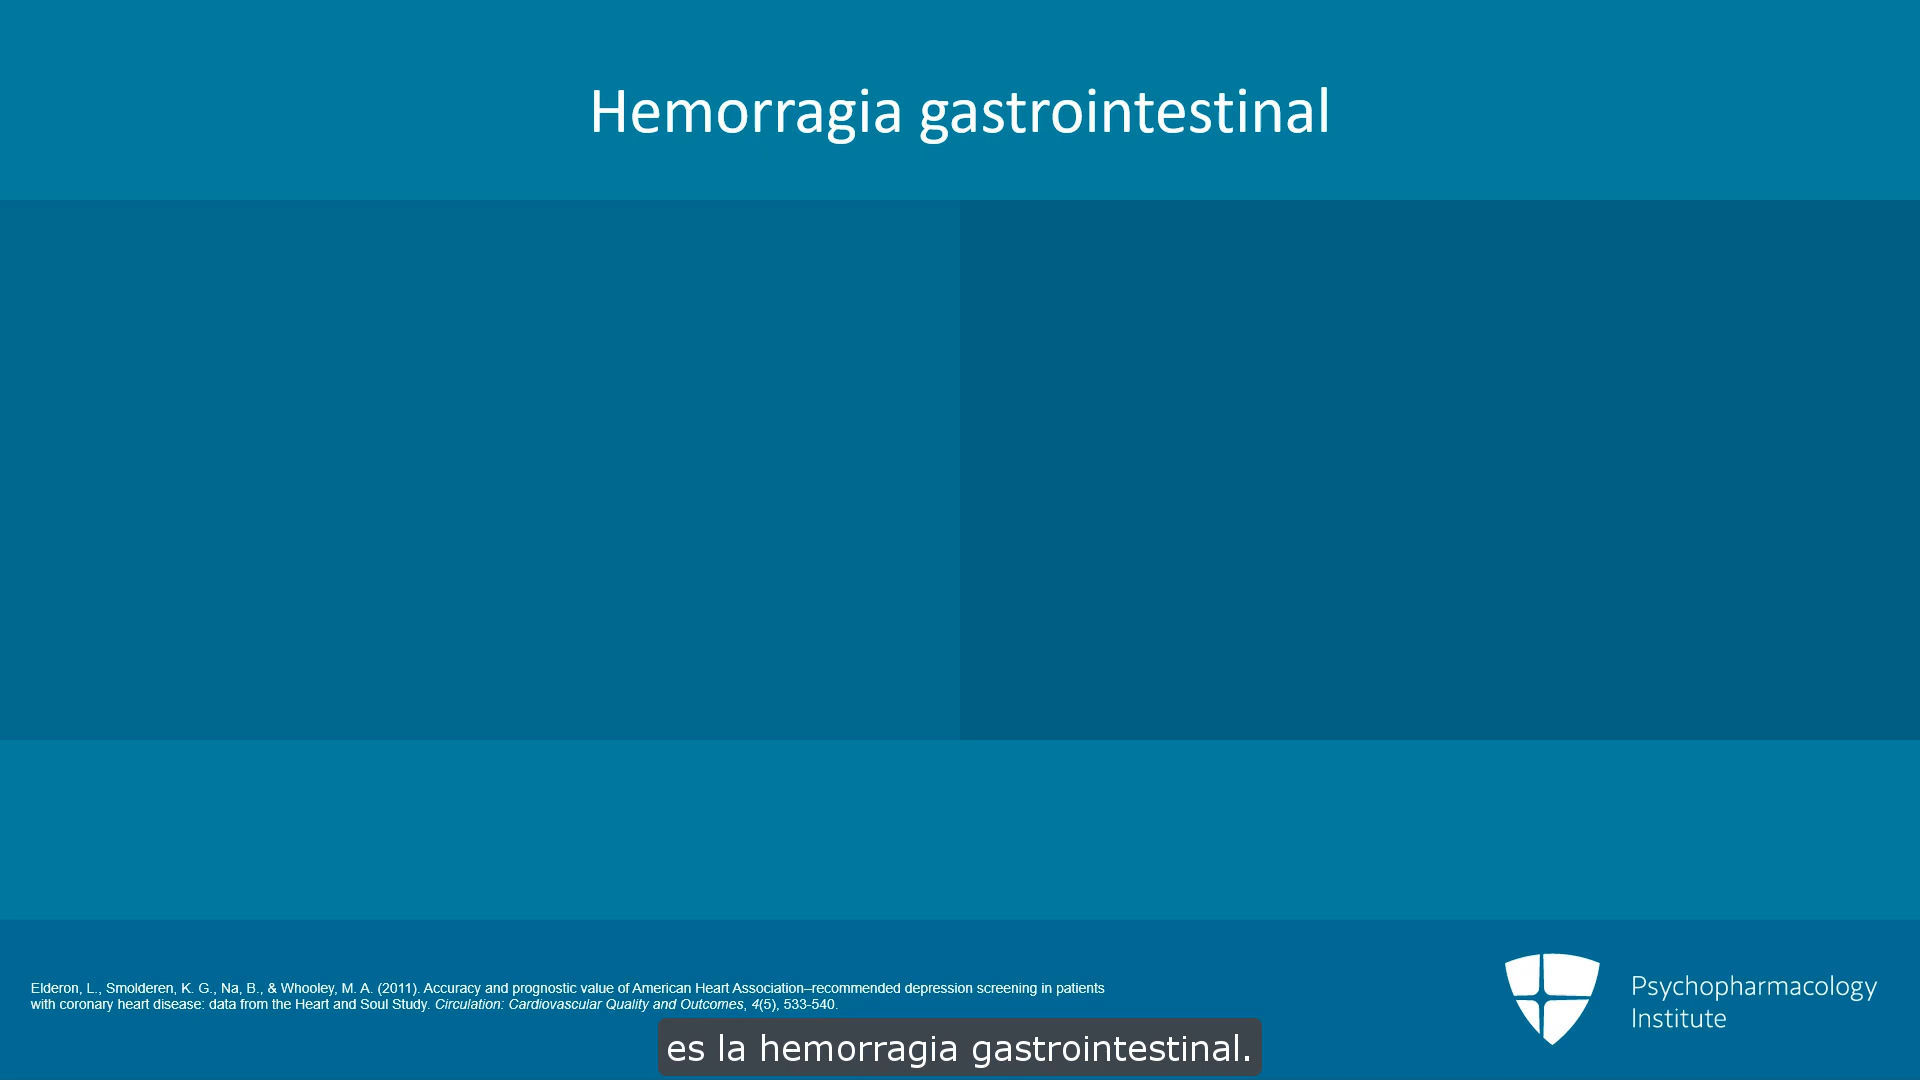 Hemorragia gastrointestinal
Elderon, L., Smolderen, K. G., Na, B., & Whooley, M. A. (2011). Accuracy and prognostic value of American Heart Association–recommended depression screening in patients
with coronary heart disease: data from the Heart and Soul Study. Circulation: Cardiovascular Quality and Outcomes, 4(5), 533-540.
Psychopharmacology
Institute
es la hemorragia gastrointestinal.